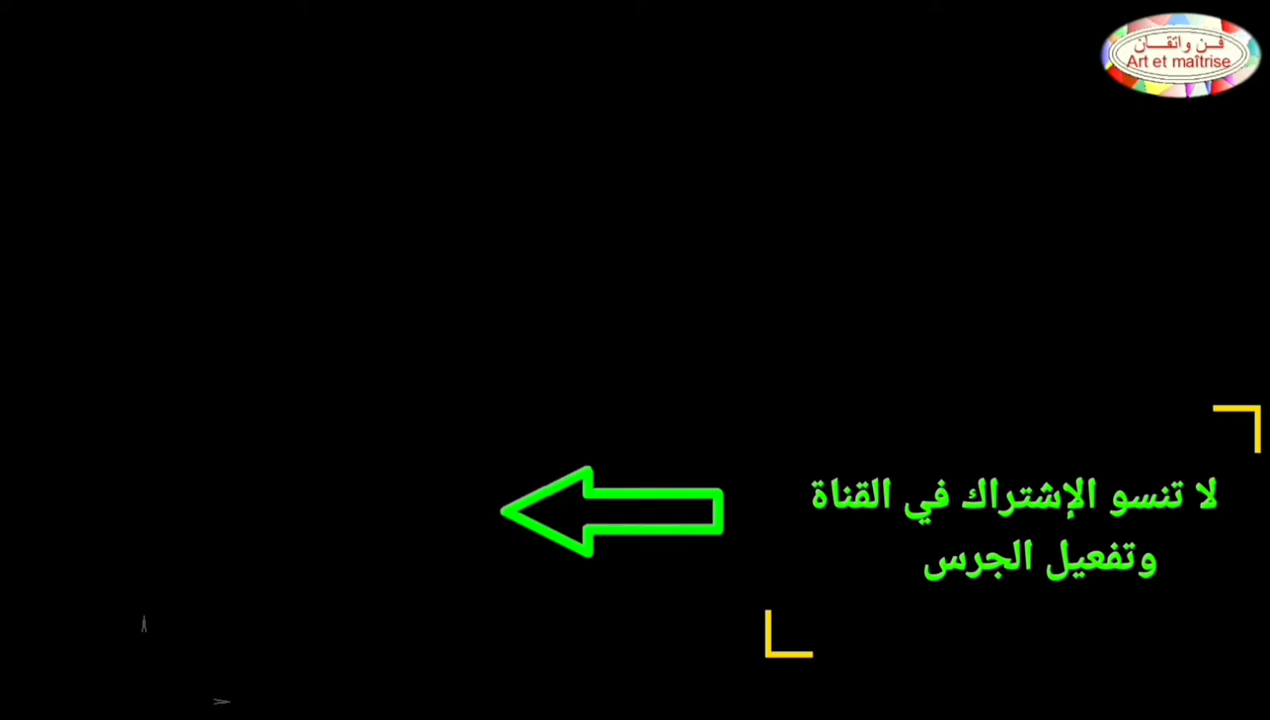 فـن واتقـان
Art et maîtrise
لا تنسو الإشتراك في القناة
وتفعيل الجرس